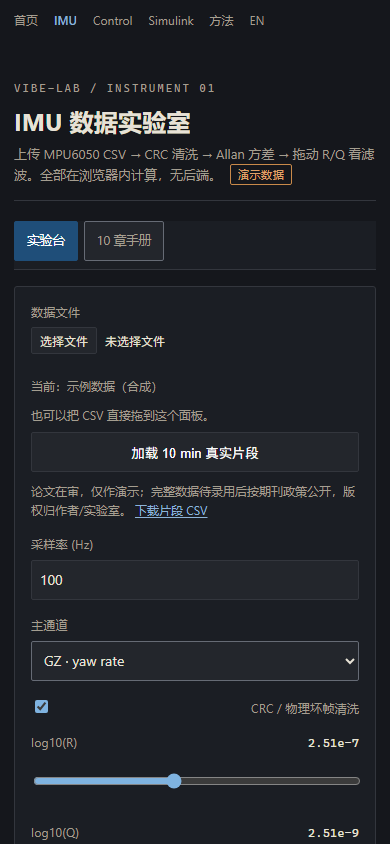 首页 IMU Control Simulink 方法 EN
VIBE-LAB / INSTRUMENT 01
IMU 数据实验室
上传 MPU6050 CSV → CRC 清洗 → Allan 方差 → 拖动 R/Q 看滤
波。全部在浏览器内计算，无后端。 演示数据
实验台 10 章手册
数据文件
选择文件 未选择文件
当前：示例数据（合成）
也可以把 CSV 直接拖到这个面板。
加载 10 min 真实片段
论文在审，仅作演示；完整数据待录用后按期刊政策公开，版
权归作者/实验室。 下载片段 CSV
采样率 (Hz)
100
主通道
GZ · yaw rate
CRC / 物理坏帧清洗
log10(R) 2.51e-7
log10(Q) 2.51e-9